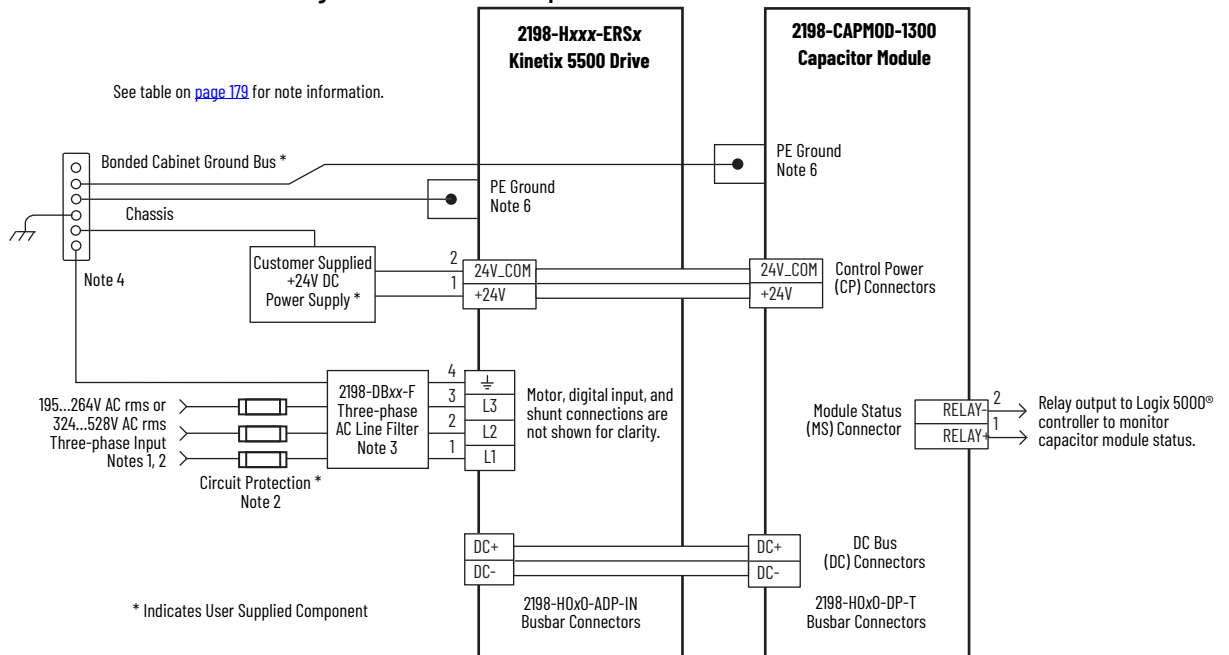 2198-Hxxx-ERSx
Kinetix 5500 Drive
2198-CAPMOD-1300
Capacitor Module
See table on page 179 for note information.
Bonded Cabinet Ground Bus *
PE Ground
Note 6
PE Ground
Note 6
Chassis
Note 4
Customer Supplied
+24V DC
Power Supply *
2
1
24V_COM
+24V
24V_COM
+24V
Control Power
(CP) Connectors
195...264V AC rms or
324...528V AC rms
Three-phase Input
Notes 1, 2
Circuit Protection *
Note 2
2198-DBxx-F
Three-phase
AC Line Filter
Note 3
4
3
2
1
L3
L2
L1
Motor, digital input, and
shunt connections are
not shown for clarity.
Module Status
(MS) Connector
RELAY-
RELAY+
2
1
Relay output to Logix 5000®
controller to monitor
capacitor module status.
DC+
DC-
DC+
DC-
DC Bus
(DC) Connectors
2198-H0x0-ADP-IN
Busbar Connectors
2198-H0x0-DP-T
Busbar Connectors
* Indicates User Supplied Component